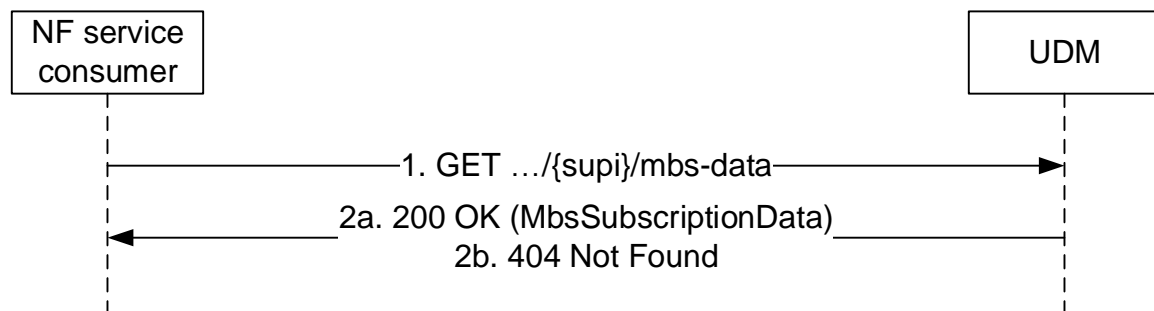 NF service
consumer
UDM
1. GET …/{supi}/mbs-data
2a. 200 OK (MbsSubscriptionData)
2b. 404 Not Found